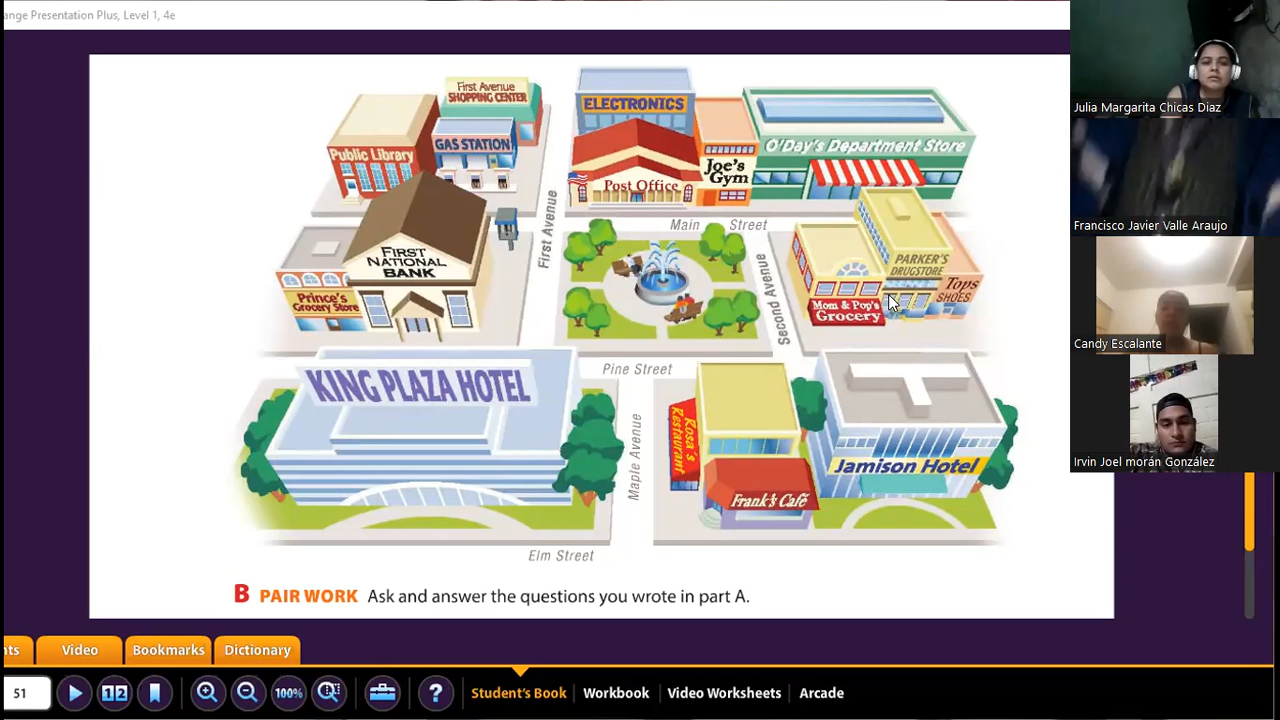 ange Presentation Plus, Level 1, 4e
First Avenue
SHOPPING CENTER
GAS STATION
Public Library
ELECTRONICS
Post Office
Joe's
Gym
O'Day's Department Store
Main Street
First Avenue
FIRST
NATIONAL
BANK
Prince's
Grocery Store
Second Avenue
PARKER'S
DRUGSTORE
Tops
SHOES
Mom & Pop's
Grocery
Pine Street
KING PLAZA HOTEL
Maple Avenue
Rosa's
Restaurant
Frank's Café
Jamison Hotel
Elm Street
B PAIR WORK Ask and answer the questions you wrote in part A.
Julia Margarita Chicas Diaz
Francisco Javier Valle Araujo
Candy Escalante
Irvin Joel morán González
nts Video Bookmarks Dictionary
51 1 2 100% ? Student's Book Workbook Video Worksheets Arcade